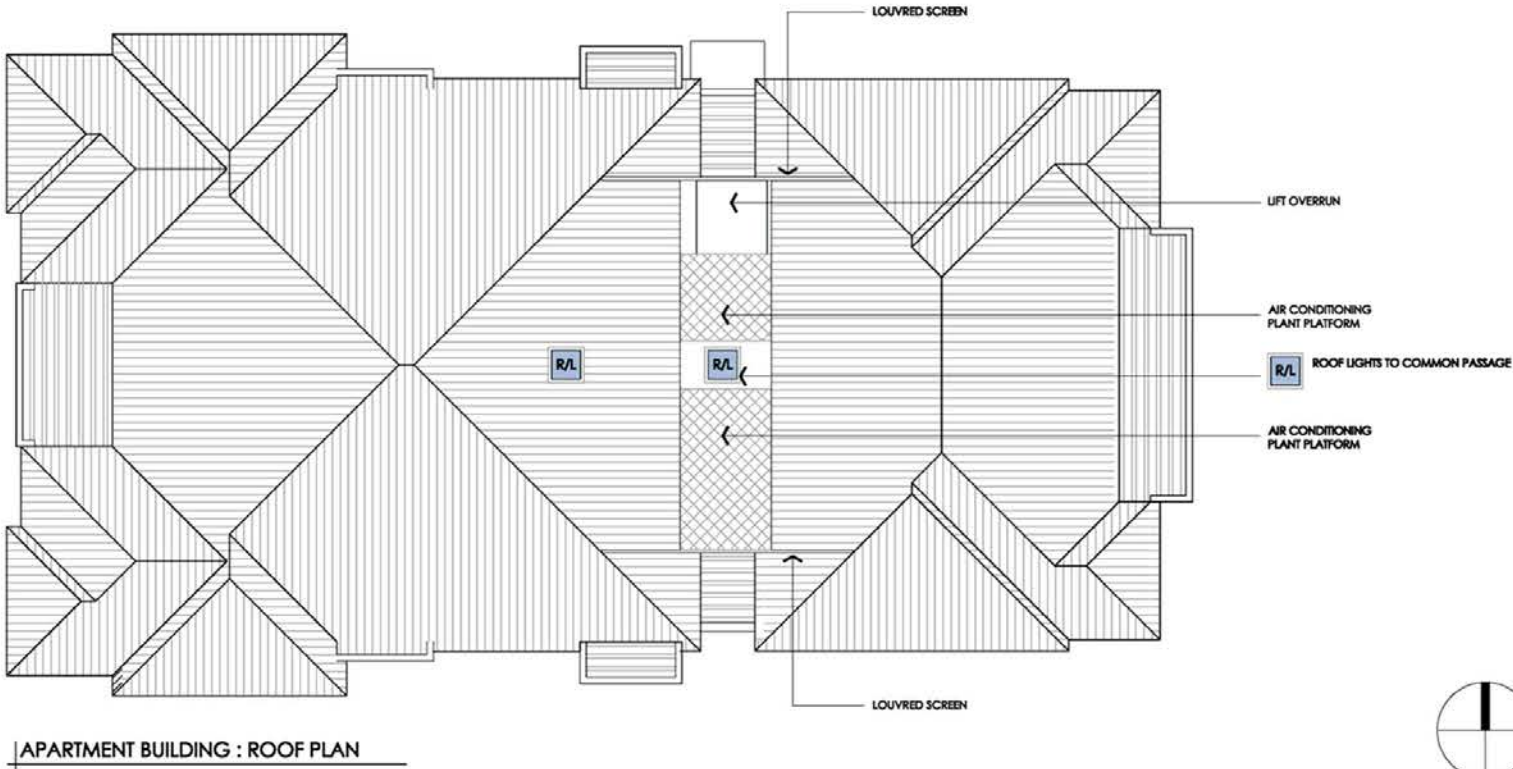 LOUVRED SCREEN
LIFT OVERRUN
AIR CONDITIONING
PLANT PLATFORM
R/L
R/L
R/L ROOF LIGHTS TO COMMON PASSAGE
AIR CONDITIONING
PLANT PLATFORM
LOUVRED SCREEN
APARTMENT BUILDING : ROOF PLAN